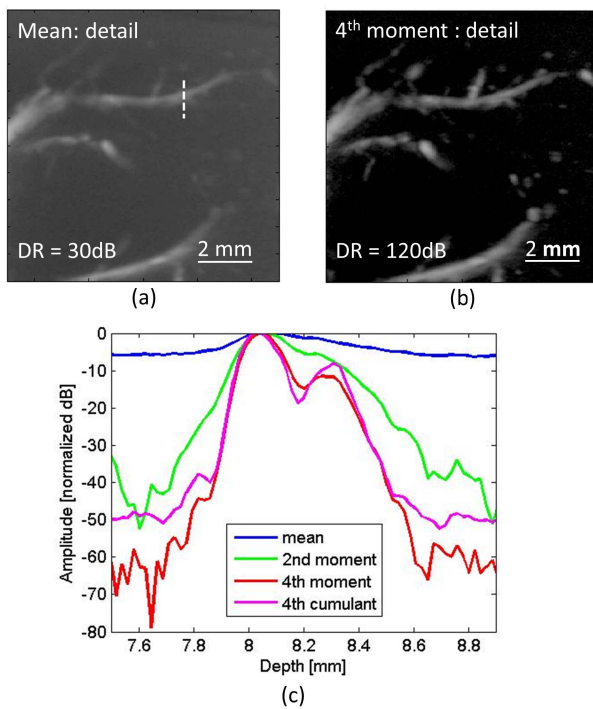 Mean: detail
DR = 30dB
2 mm
(a)
4th moment : detail
DR = 120dB
2 mm
(b)
Amplitude [normalized dB]
0
-10
-20
-30
-40
-50
-60
-70
-80
mean
2nd moment
4th moment
4th cumulant
7.6 7.8 8 8.2 8.4 8.6 8.8
Depth [mm]
(c)